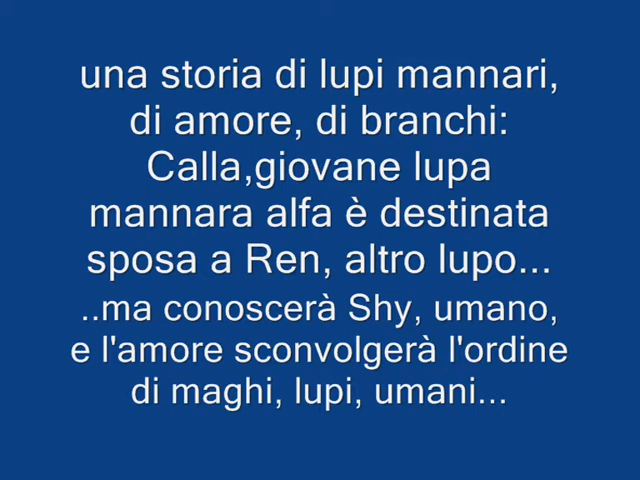 una storia di lupi mannari,
di amore, di branchi:
Calla,giovane lupa
mannara alfa è destinata
sposa a Ren, altro lupo...
..ma conoscerà Shy, umano,
e l'amore sconvolgerà l'ordine
di maghi, lupi, umani...